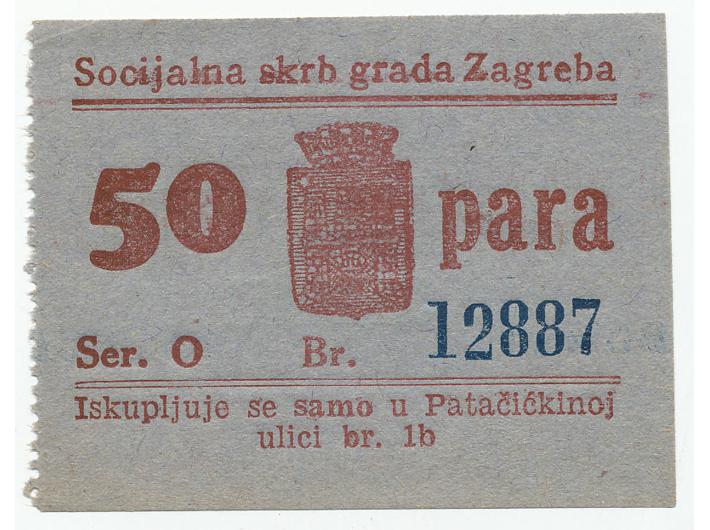 Socijalna skrb grada Zagreba
50 para
Ser. O Br. 12887
Iskupljuje se samo u Patačićkinoj
ulici br. 1b